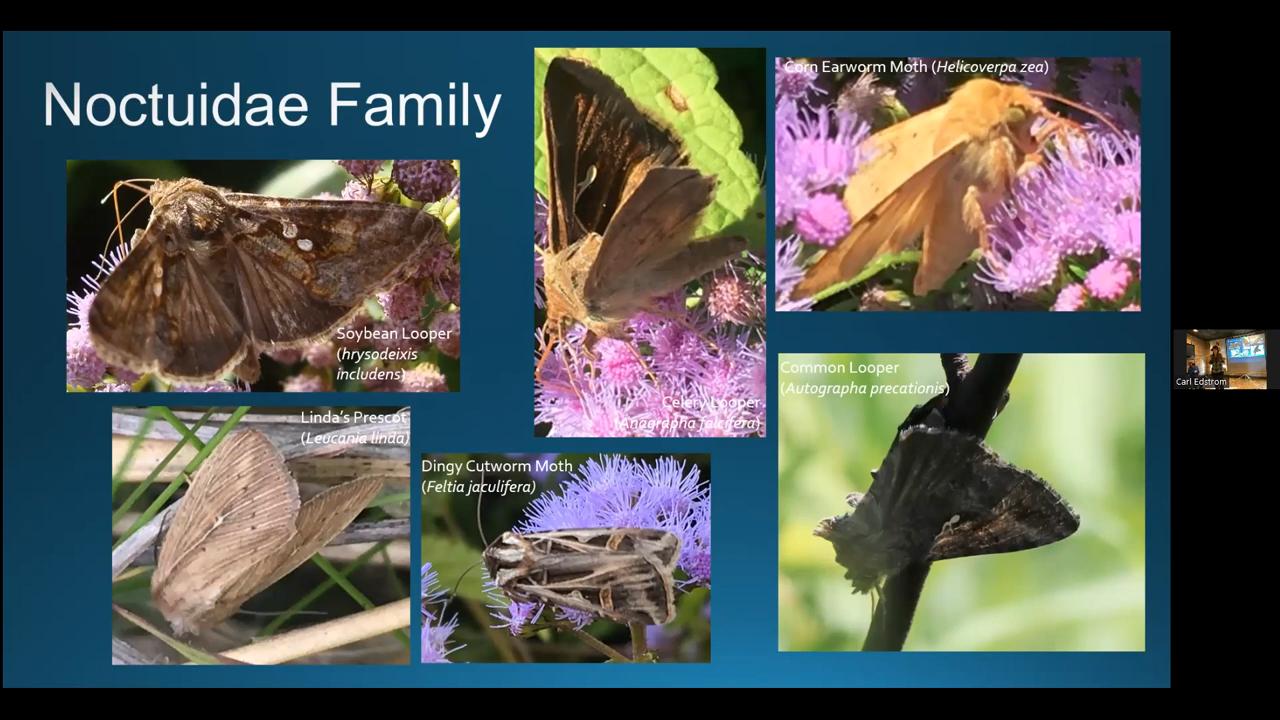 Noctuidae Family
Soybean Looper
(hrysodeixis
includens)
Celery Looper
(Anagrapha falcifera)
Corn Earworm Moth (Helicoverpa zea)
Linda's Prescot
(Leucania linda)
Dingy Cutworm Moth
(Feltia jaculifera)
Common Looper
(Autographa precationis)
Carl Edstrom